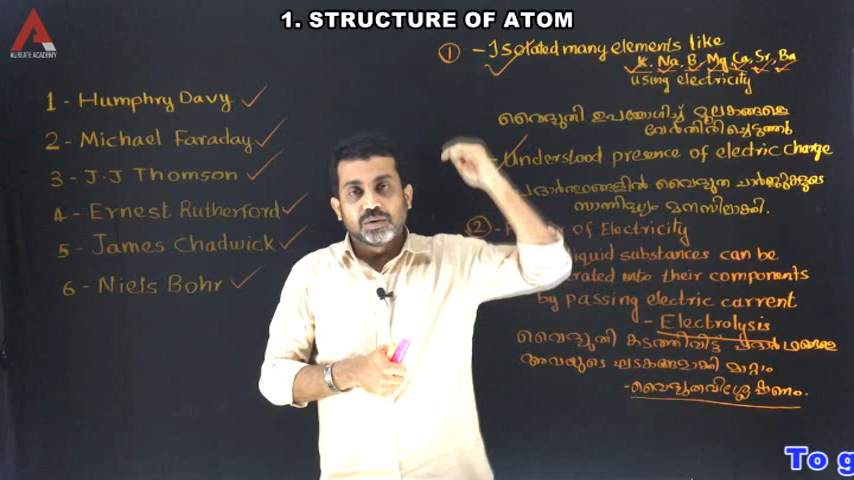 1. STRUCTURE OF ATOM
AUREATE ACADEMY
1 - Humphry Davy
2 - Michael Faraday
3 - J.J Thomson
4 - Ernest Rutherford
5 - James Chadwick
6 - Niels Bohr
1 - Isolated many elements like
K, Na, B, Mg, Ca, Sr, Ba
using electricity
വൈദ്യുതി ഉപയോഗിച്ച് മൂലകങ്ങളെ
വേർതിരിച്ചെടുത്തു
- Understood presence of electric charge
വൈദ്യുത ചാർജുകളുടെ
സാന്നിദ്ധ്യം മനസിലാക്കി.
2 - of Electricity
liquid substances can be
into their components
by passing electric current
- Electrolysis
വൈദ്യുതി കടത്തിവിട്ട്
അവയുടെ ഘടകങ്ങളാക്കി മാറ്റാം
- വൈദ്യുതവിശ്ലേഷണം.
To g